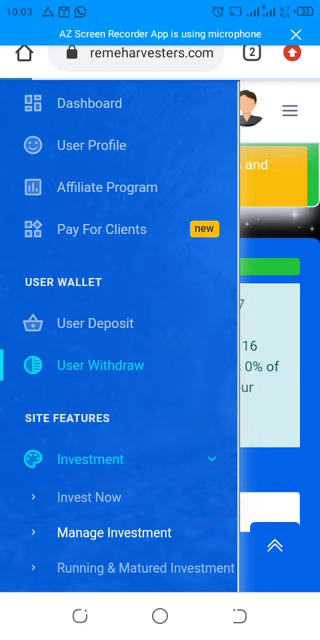 10:03
AZ Screen Recorder App is using microphone
remeharvesters.com
2
Dashboard
User Profile
Affiliate Program
and
Pay For Clients
new
USER WALLET
User Deposit
7
16
User Withdraw
0% of
ur
SITE FEATURES
Investment
Invest Now
Manage Investment
Running & Matured Investment